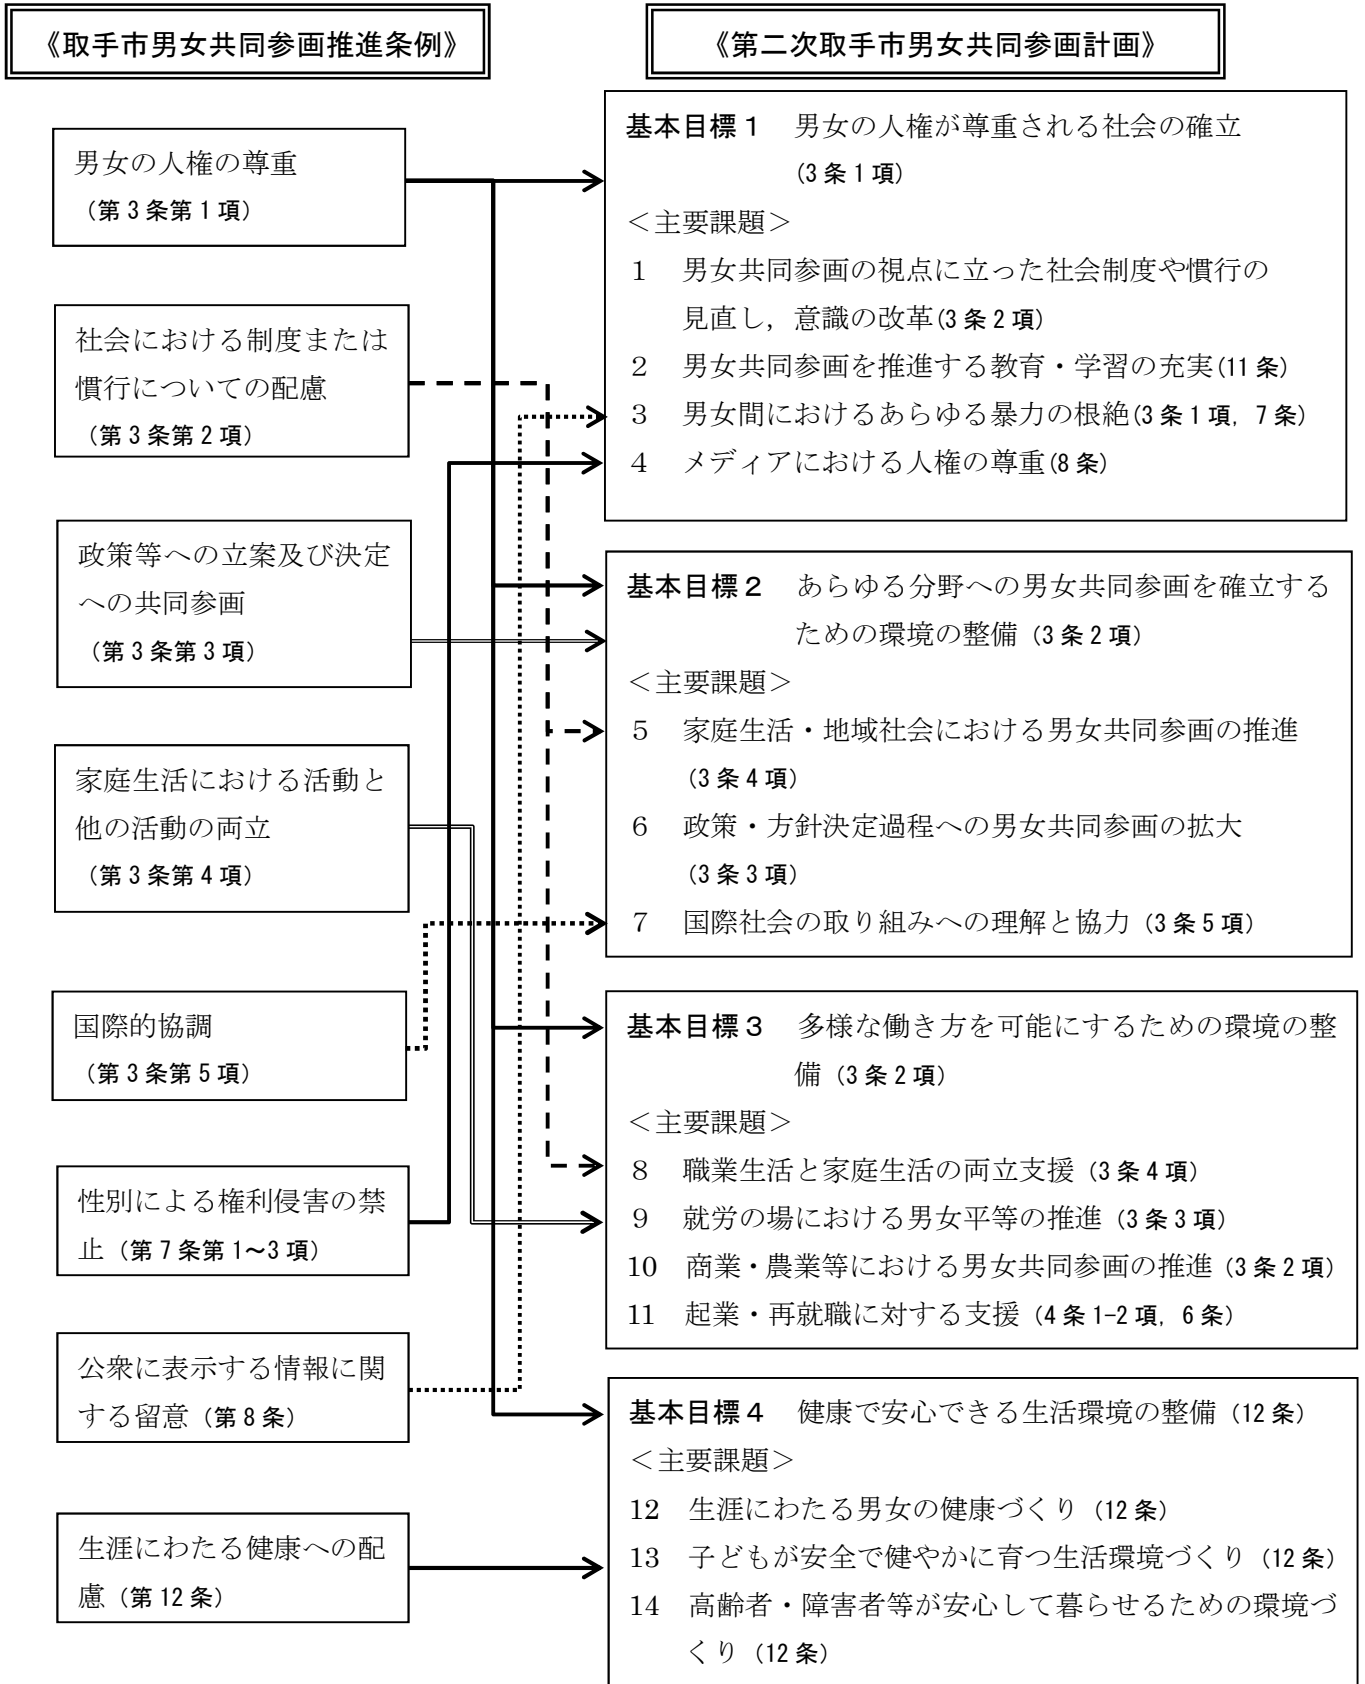 《取手市男女共同参画推進条例》
男女の人権の尊重
（第3条第1項）
社会における制度または
慣行についての配慮
（第3条第2項）
政策等への立案及び決定
への共同参画
（第3条第3項）
家庭生活における活動と
他の活動の両立
（第3条第4項）
国際的協調
（第3条第5項）
性別による権利侵害の禁
止（第7条第1～3項）
公衆に表示する情報に関
する留意（第8条）
生涯にわたる健康への配
慮（第12条）
《第二次取手市男女共同参画計画》
基本目標1　男女の人権が尊重される社会の確立
(3条1項)
＜主要課題＞
1　男女共同参画の視点に立った社会制度や慣行の
見直し，意識の改革(3条2項)
2　男女共同参画を推進する教育・学習の充実(11条)
3　男女間におけるあらゆる暴力の根絶(3条1項，7条)
4　メディアにおける人権の尊重(8条)
基本目標2　あらゆる分野への男女共同参画を確立する
ための環境の整備（3条2項）
＜主要課題＞
5　家庭生活・地域社会における男女共同参画の推進
（3条4項）
6　政策・方針決定過程への男女共同参画の拡大
（3条3項）
7　国際社会の取り組みへの理解と協力（3条5項）
基本目標3　多様な働き方を可能にするための環境の整
備（3条2項）
＜主要課題＞
8　職業生活と家庭生活の両立支援（3条4項）
9　就労の場における男女平等の推進（3条3項）
10　商業・農業等における男女共同参画の推進（3条2項）
11　起業・再就職に対する支援（4条1-2項，6条）
基本目標4　健康で安心できる生活環境の整備（12条）
＜主要課題＞
12　生涯にわたる男女の健康づくり（12条）
13　子どもが安全で健やかに育つ生活環境づくり（12条）
14　高齢者・障害者等が安心して暮らせるための環境づ
くり（12条）